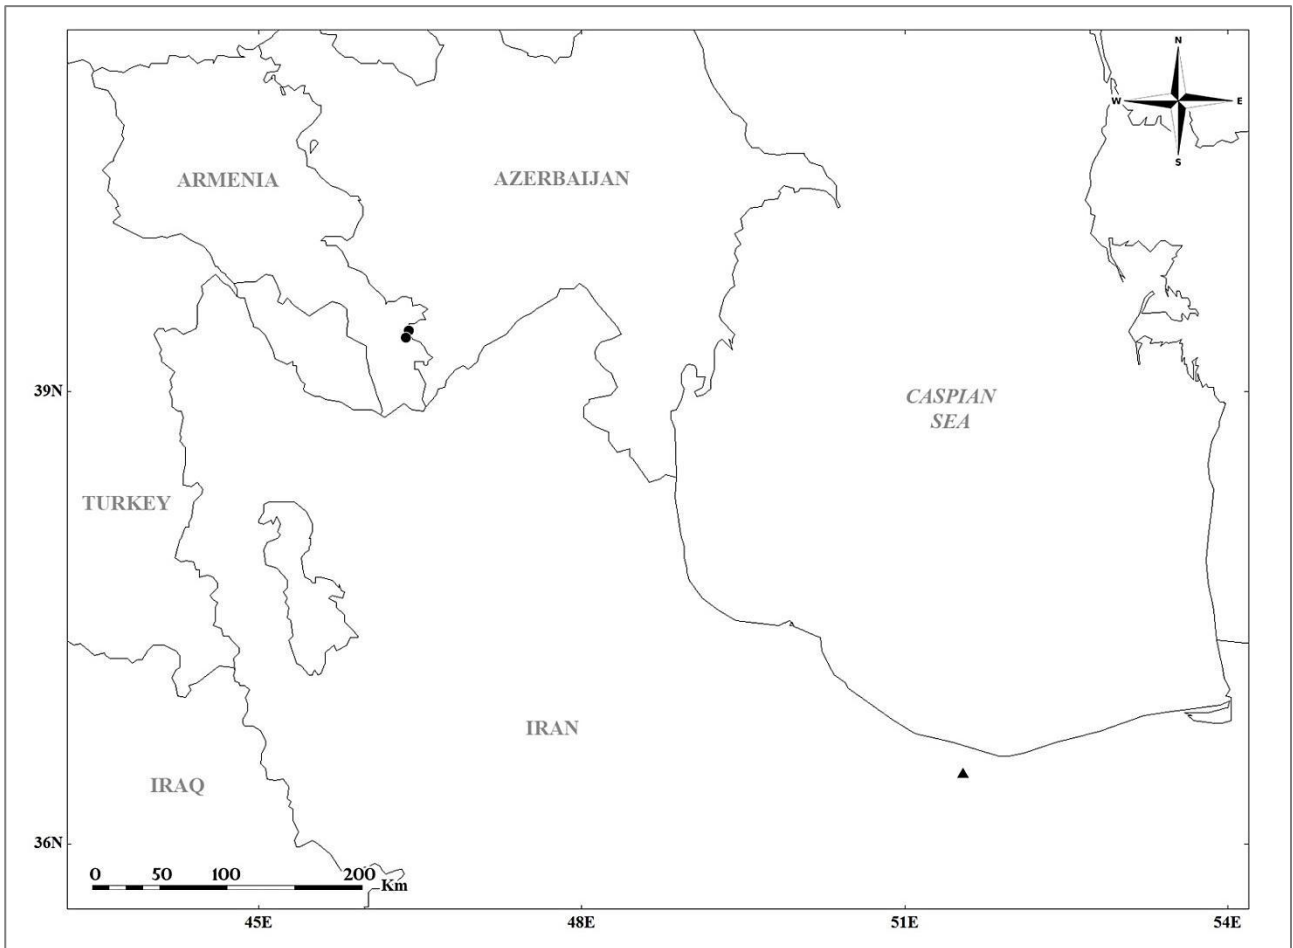 N
W E
S
ARMENIA
AZERBAIJAN
39N
CASPIAN
SEA
TURKEY
IRAN
IRAQ
36N
0 50 100 200
Km
45E 48E 51E 54E